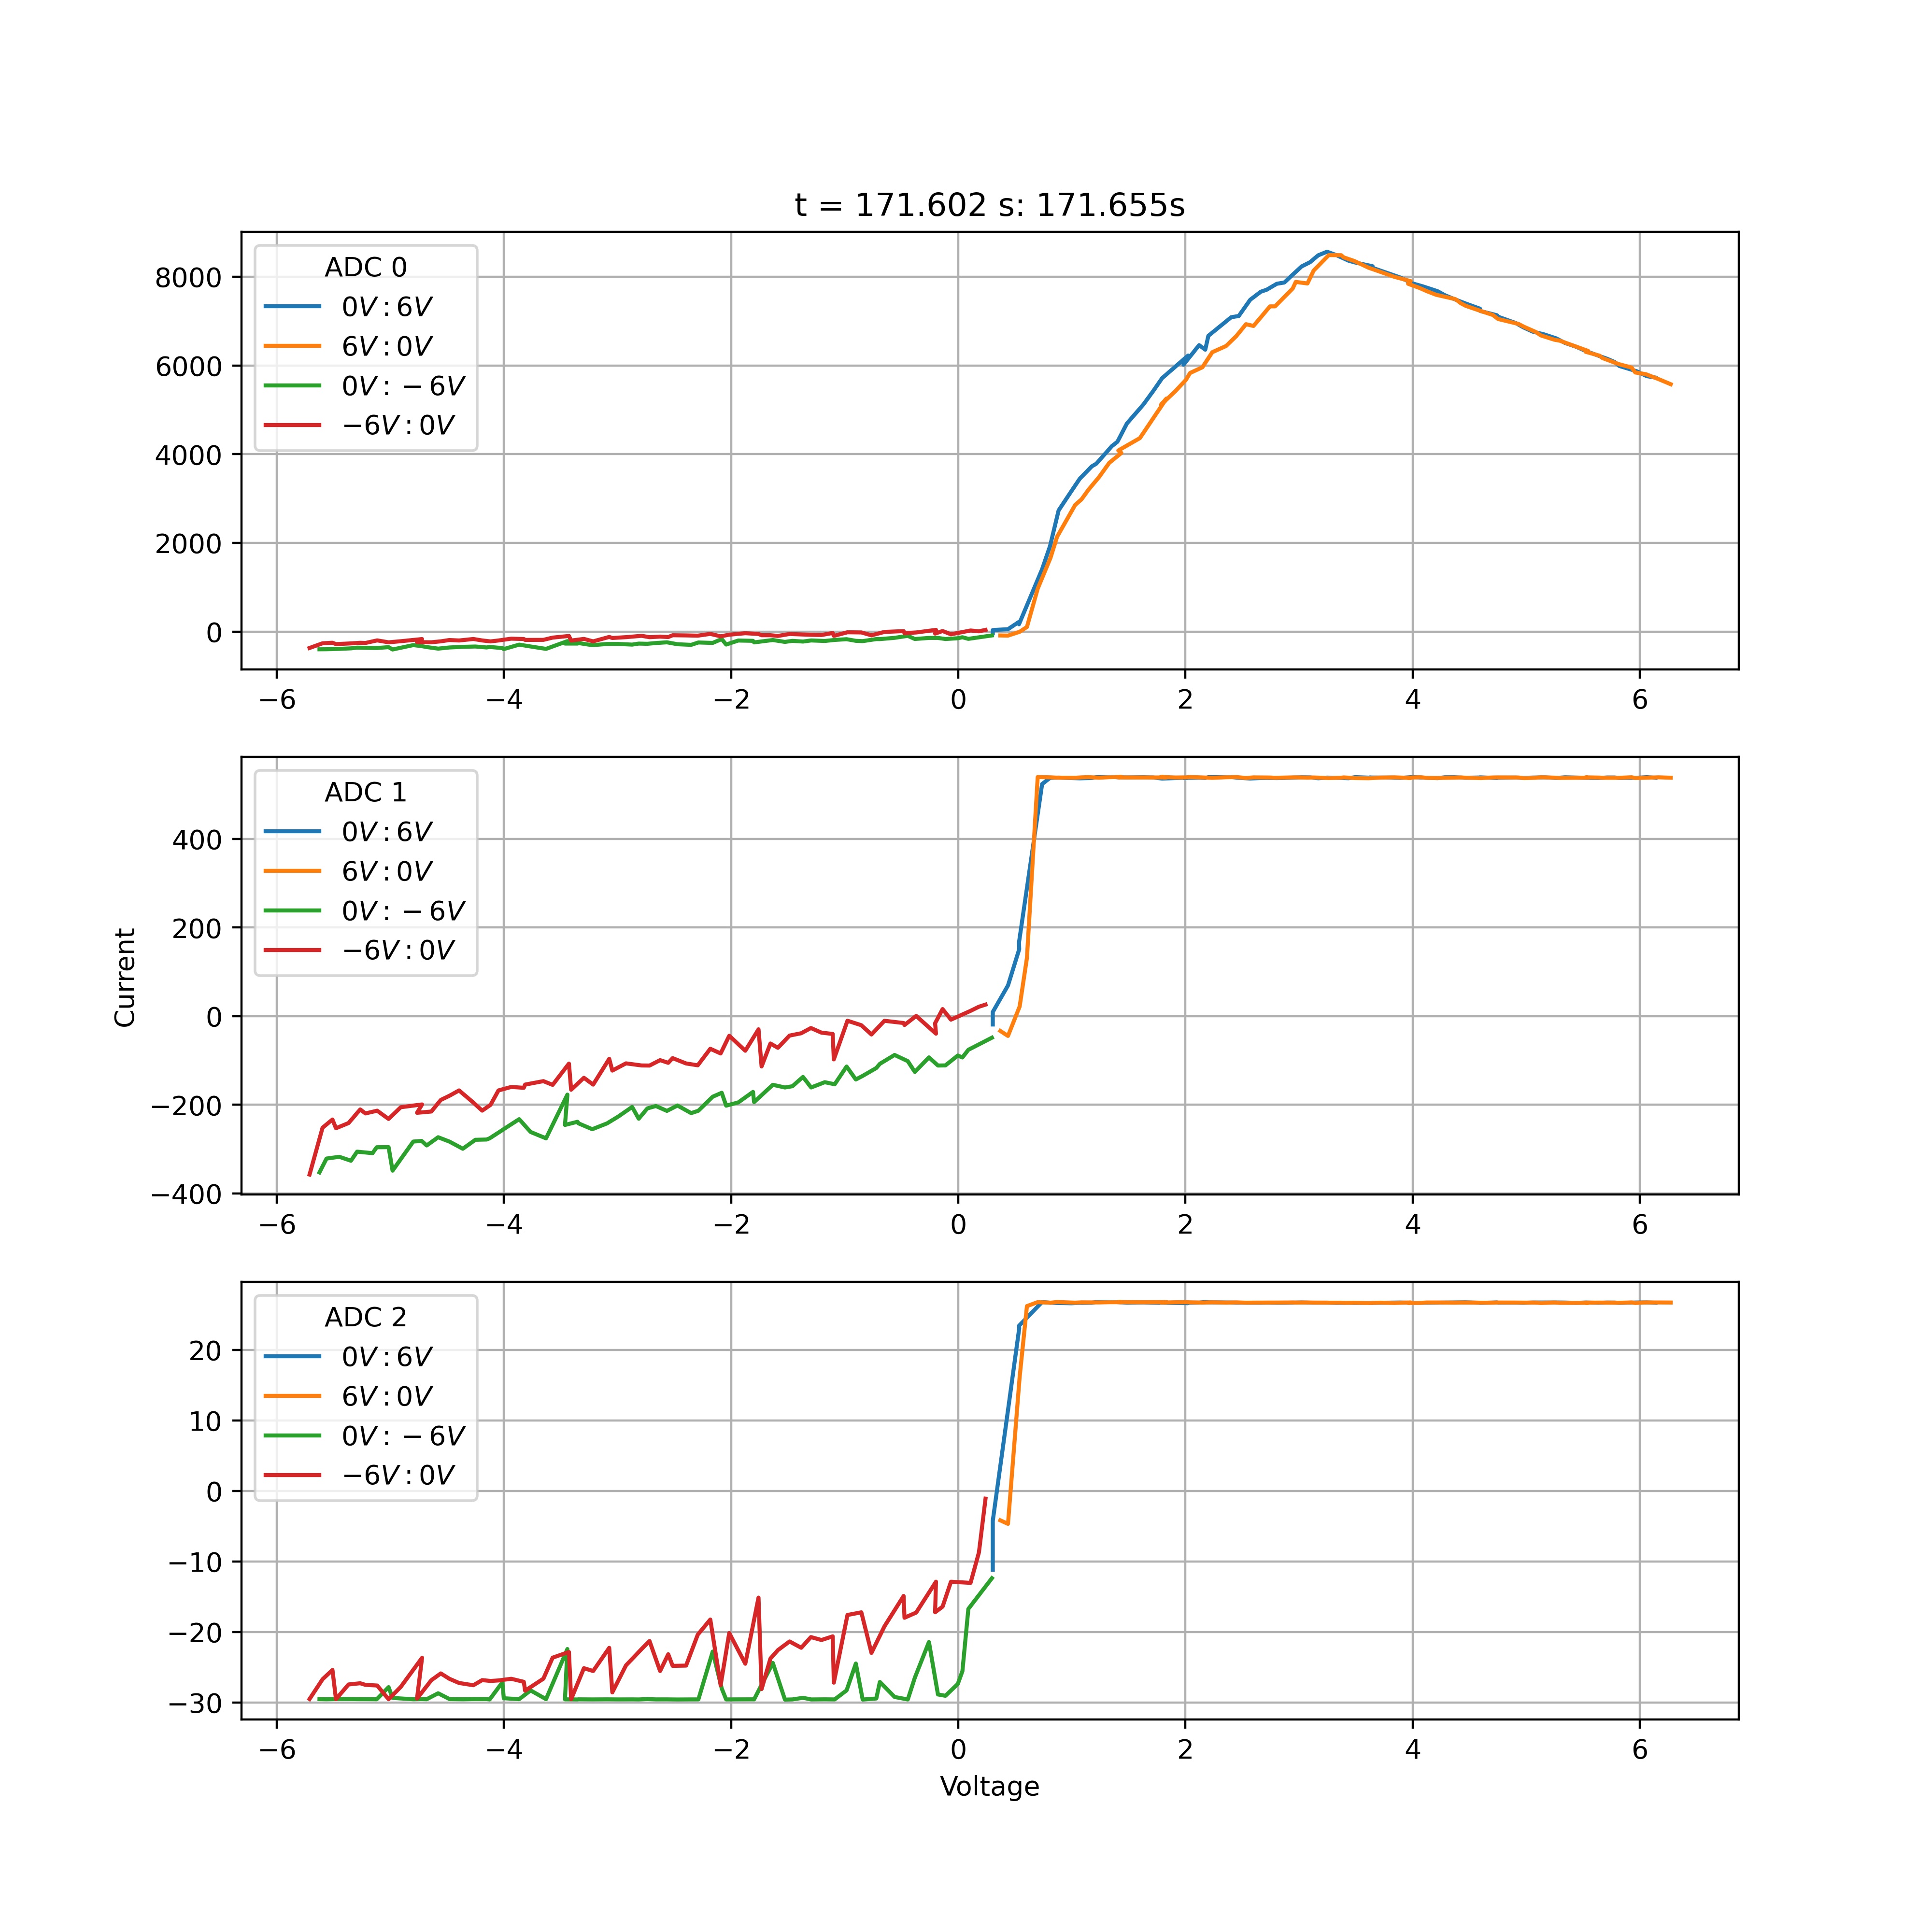 t = 171.602 s: 171.655s
ADC 0
0V : 6V
6V : 0V
0V : −6V
−6V : 0V
8000
6000
4000
2000
0
−6 −4 −2 0 2 4 6
ADC 1
0V : 6V
6V : 0V
0V : −6V
−6V : 0V
400
200
0
−200
−400
Current
−6 −4 −2 0 2 4 6
ADC 2
0V : 6V
6V : 0V
0V : −6V
−6V : 0V
20
10
0
−10
−20
−30
−6 −4 −2 0 2 4 6
Voltage